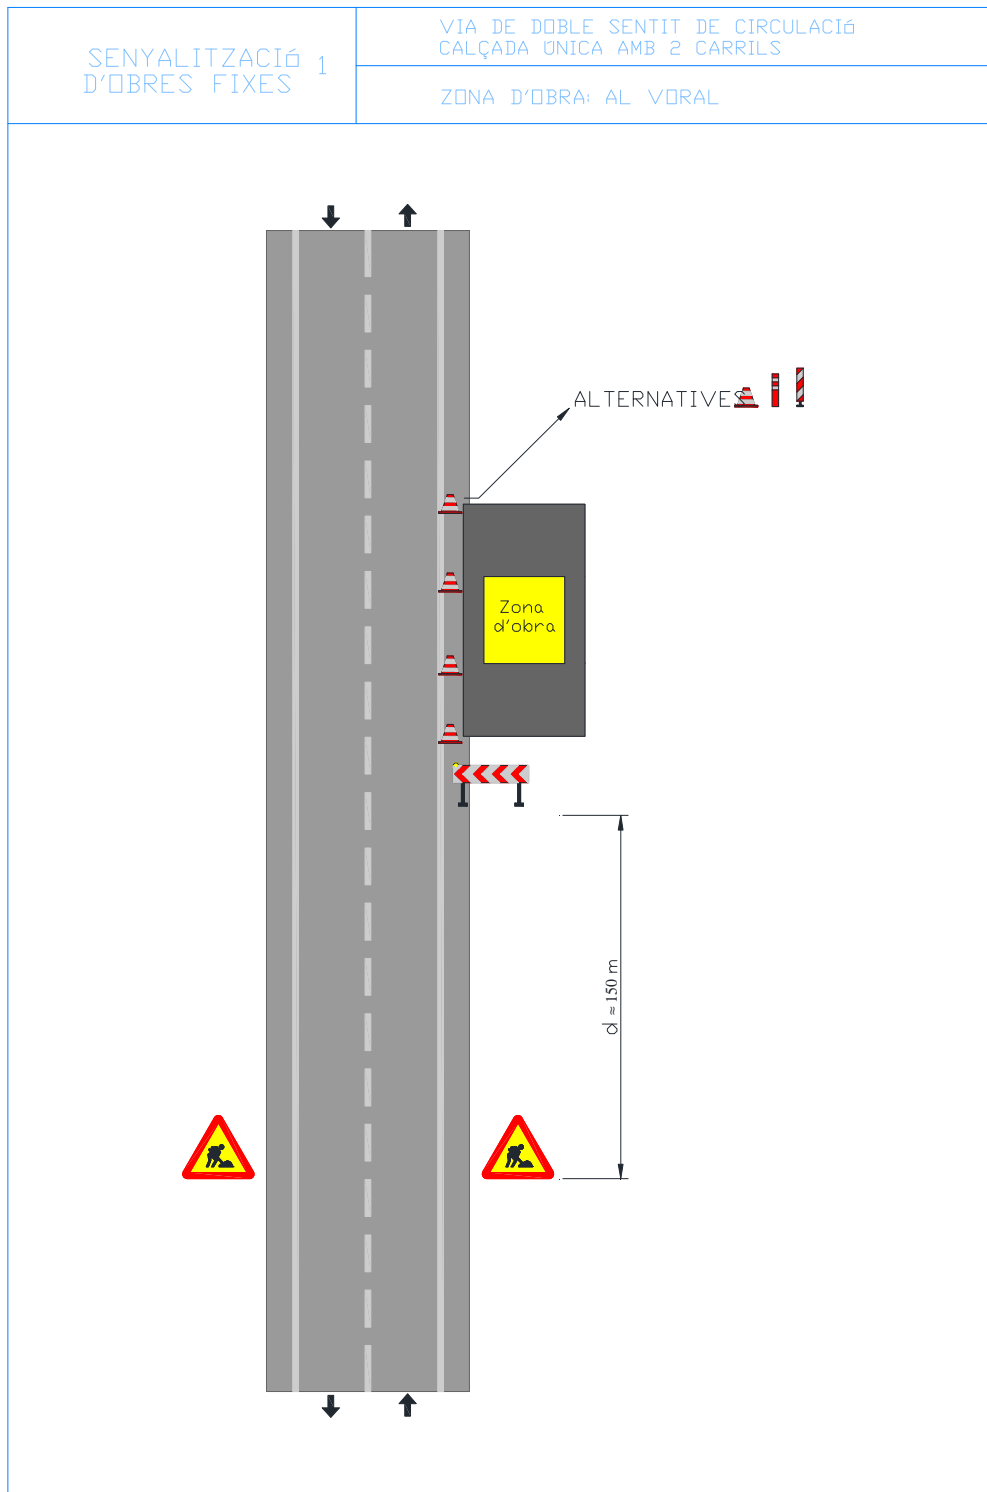 SENYALITZACIó 1
D'OBRES FIXES
VIA DE DOBLE SENTIT DE CIRCULACIó
CALÇADA ÚNICA AMB 2 CARRILS
ZONA D'OBRA: AL VORAL
ALTERNATIVES
Zona
d'obra
d ≈ 150 m